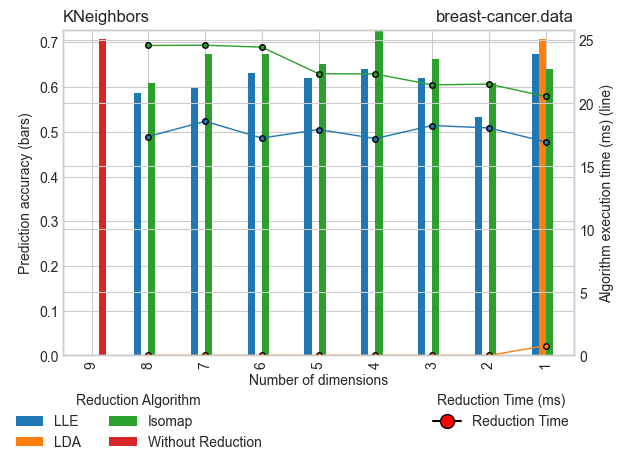 KNeighbors
breast-cancer.data
Prediction accuracy (bars)
0.7
0.6
0.5
0.4
0.3
0.2
0.1
0.0
25
20
15
10
5
0
Algorithm execution time (ms) (line)
9 8 7 6 5 4 3 2 1
Number of dimensions
Reduction Algorithm
LLE
LDA
Isomap
Without Reduction
Reduction Time (ms)
Reduction Time